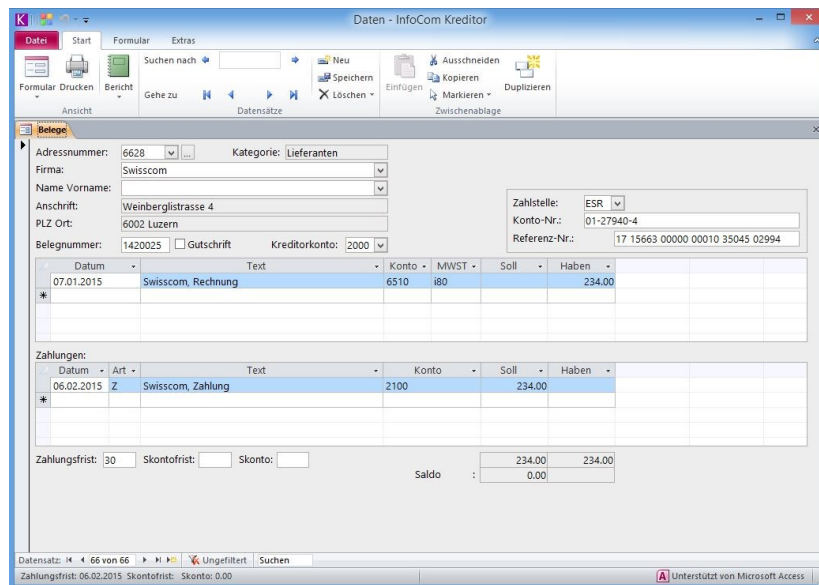 Daten - InfoCom Kreditor
Datei Start Formular Extras
Suchen nach Neu Ausschneiden
Speichern Kopieren
Formular Drucken Bericht Gehe zu Löschen Einfügen Markieren Duplizieren
Ansicht Datensätze Zwischenablage
Belege
Adressnummer: 6628 ... Kategorie: Lieferanten
Firma: Swisscom
Name Vorname:
Anschrift: Weinberglistrasse 4 Zahlstelle: ESR
PLZ Ort: 6002 Luzern Konto-Nr.: 01-27940-4
Referenz-Nr.: 17 15663 00000 00010 35045 02994
Belegnummer: 1420025 Gutschrift Kreditorkonto: 2000
Datum Text Konto MWST Soll Haben
07.01.2015 Swisscom, Rechnung 6510 i80 234.00
Zahlungen:
Datum Art Text Konto Soll Haben
06.02.2015 Z Swisscom, Zahlung 2100 234.00
Zahlungsfrist: 30 Skontofrist: Skonto: 234.00 234.00
Saldo : 0.00
Datensatz: 66 von 66 Ungefiltert Suchen
Zahlungsfrist: 06.02.2015 Skontofrist: Skonto: 0.00 Unterstützt von Microsoft Access